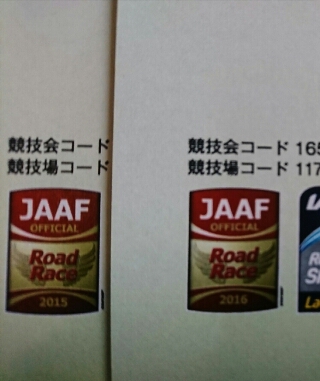 競技会コード
競技場コード
JAAF
OFFICIAL
Road
Race
2015
競技会コード 165
競技場コード 117
JAAF
OFFICIAL
Road
Race
2016